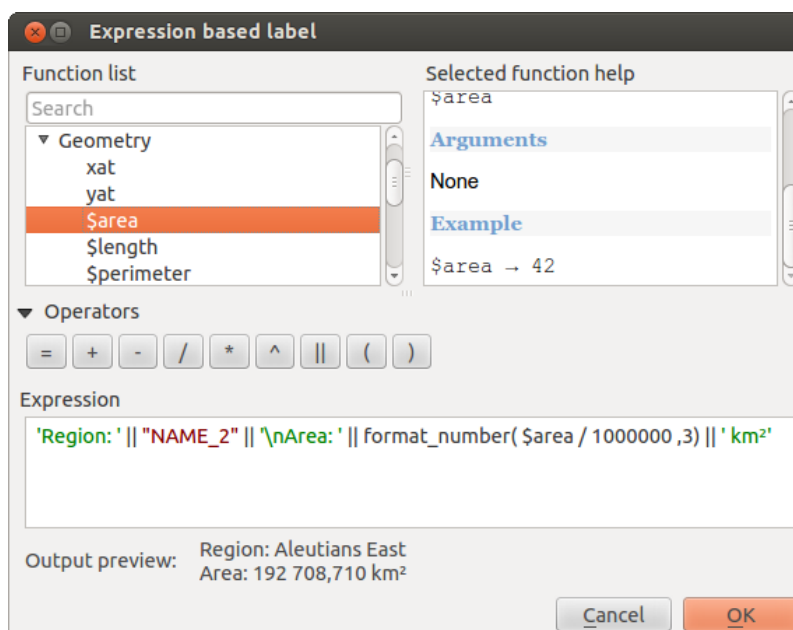 Expression based label
Function list
Search
Geometry
xat
yat
$area
$length
$perimeter
Selected function help
$area
Arguments
None
Example
$area → 42
Operators
= + - / * ^ || ( )
Expression
'Region: ' || "NAME_2" || '\nArea: ' || format_number( $area / 1000000 ,3) || ' km²'
Output preview:
Region: Aleutians East
Area: 192 708,710 km²
Cancel
OK